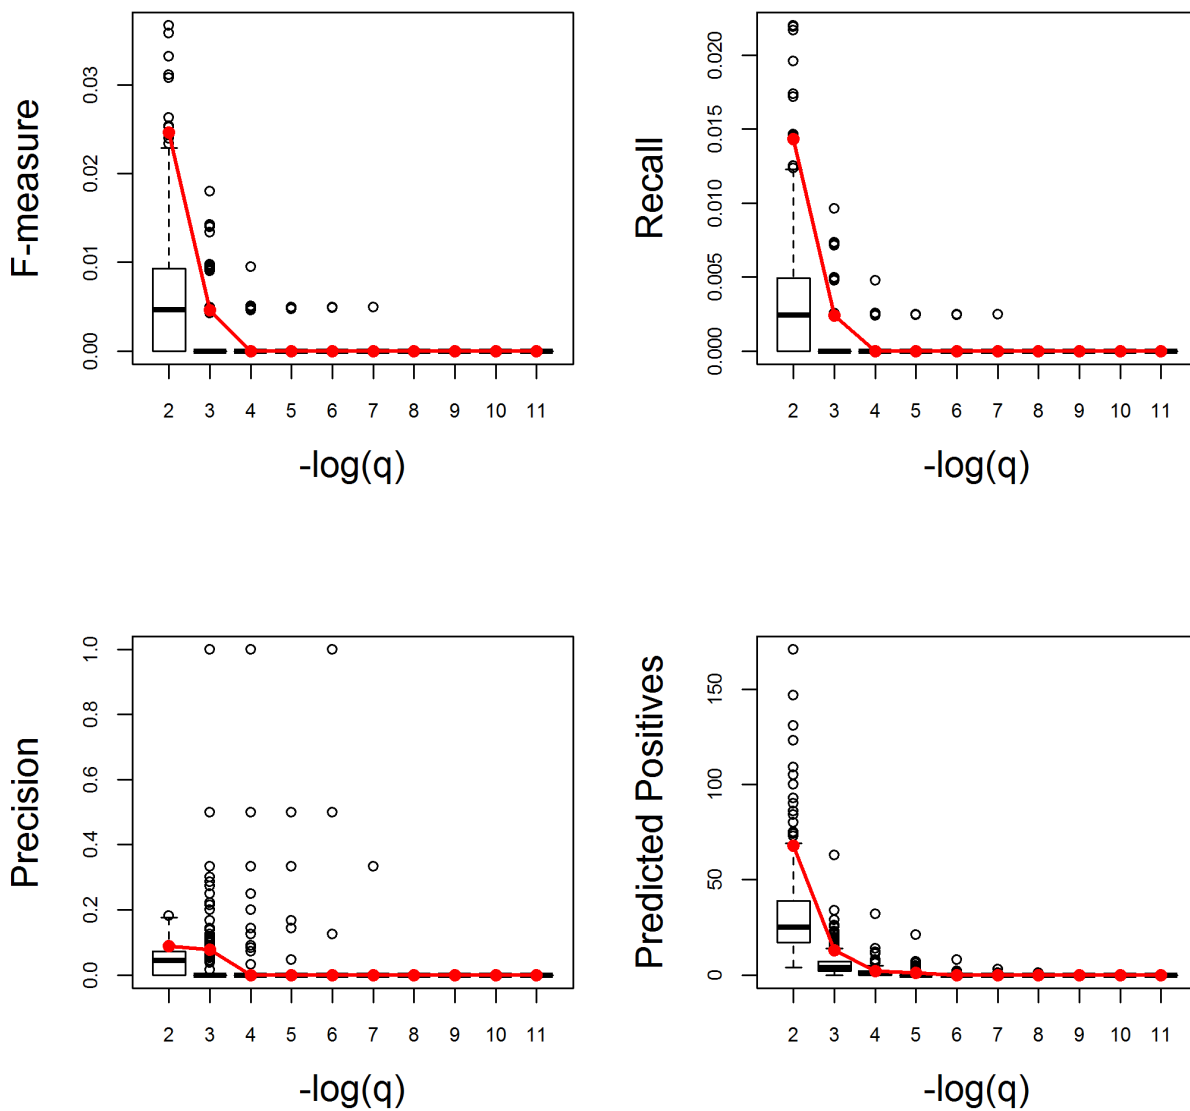 F-measure
0.00 0.01 0.02 0.03
2 3 4 5 6 7 8 9 10 11
-log(q)
Recall
0.000 0.005 0.010 0.015 0.020
2 3 4 5 6 7 8 9 10 11
-log(q)
Precision
0.0 0.2 0.4 0.6 0.8 1.0
2 3 4 5 6 7 8 9 10 11
-log(q)
Predicted Positives
0 50 100 150
2 3 4 5 6 7 8 9 10 11
-log(q)